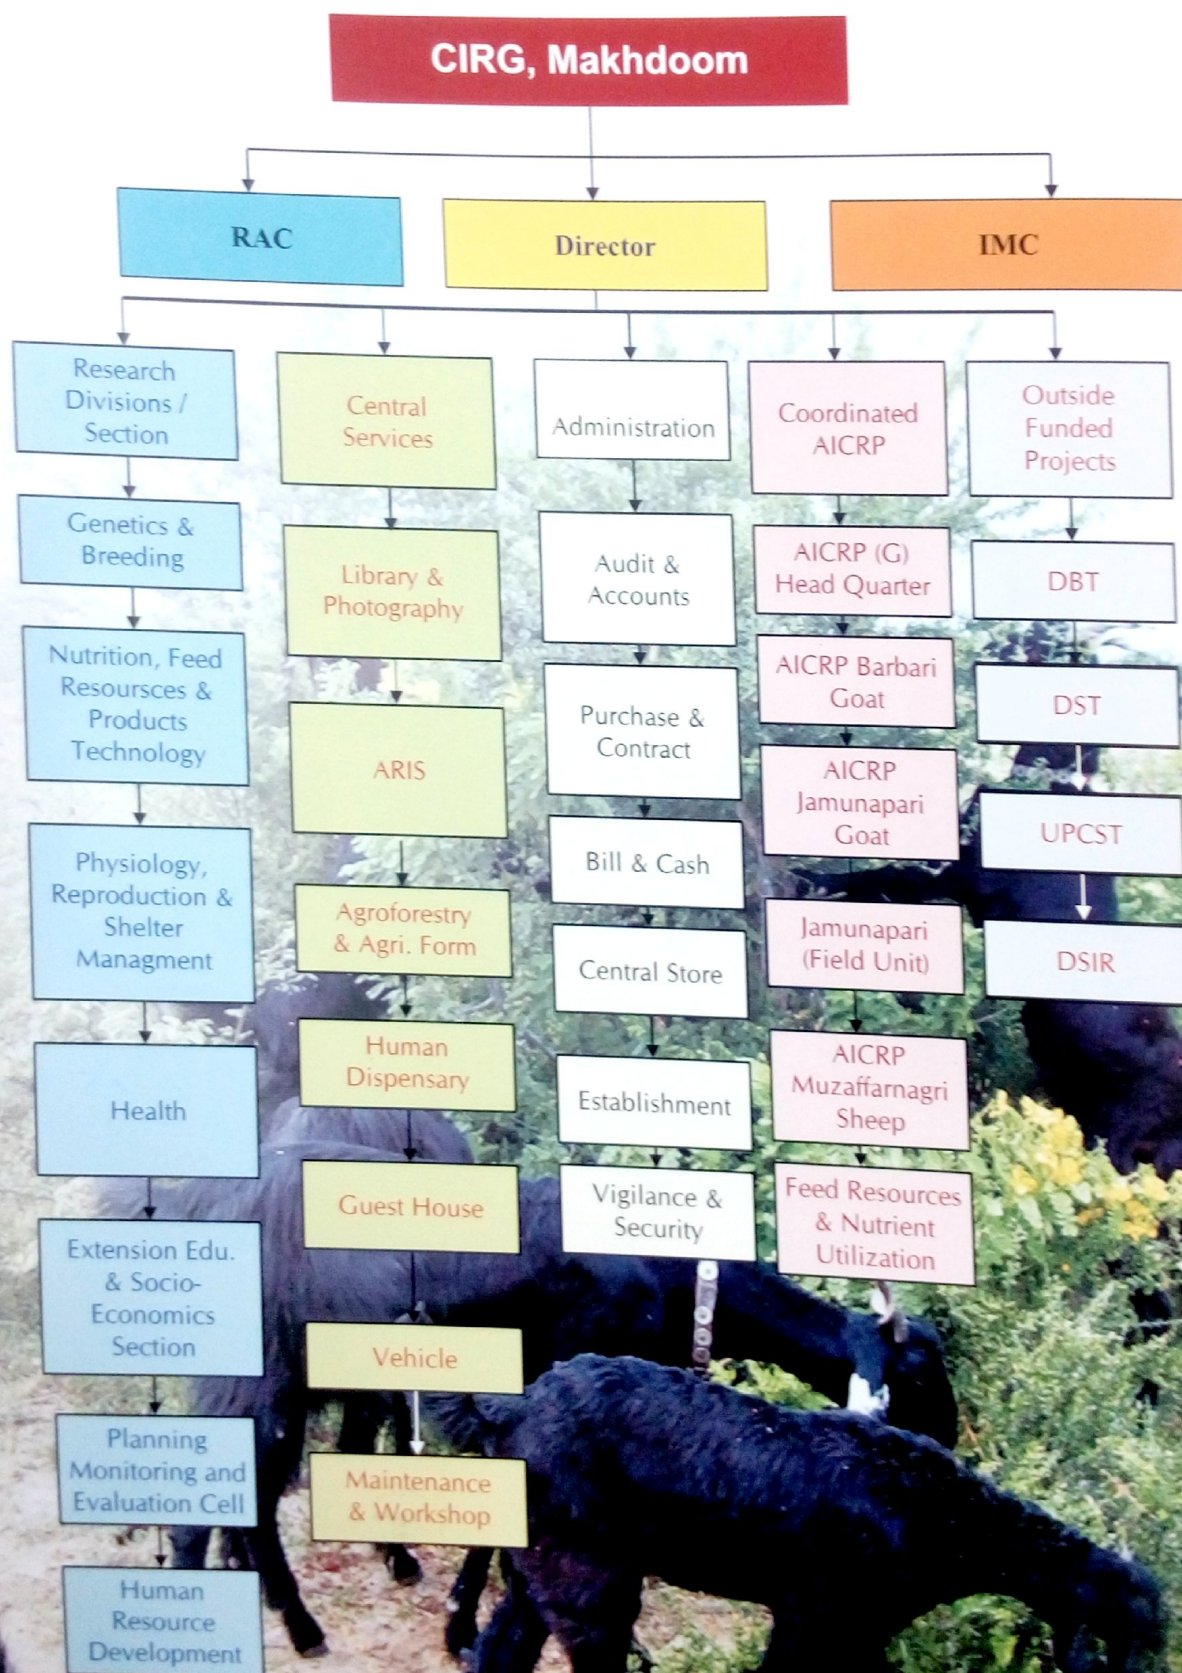 CIRG, Makhdoom
RAC
Director
IMC
Research
Divisions /
Section
Genetics &
Breeding
Nutrition, Feed
Resoursces &
Products
Technology
Physiology,
Reproduction &
Shelter
Managment
Health
Extension Edu.
& Socio-
Economics
Section
Planning
Monitoring and
Evaluation Cell
Human
Resource
Development
Central
Services
Library &
Photography
ARIS
Agroforestry
& Agri. Form
Human
Dispensary
Guest House
Vehicle
Maintenance
& Workshop
Administration
Audit &
Accounts
Purchase &
Contract
Bill & Cash
Central Store
Establishment
Vigilance &
Security
Coordinated
AICRP
AICRP (G)
Head Quarter
AICRP Barbari
Goat
AICRP
Jamunapari
Goat
Jamunapari
(Field Unit)
AICRP
Muzaffarnagri
Sheep
Feed Resources
& Nutrient
Utilization
Outside
Funded
Projects
DBT
DST
UPCST
DSIR